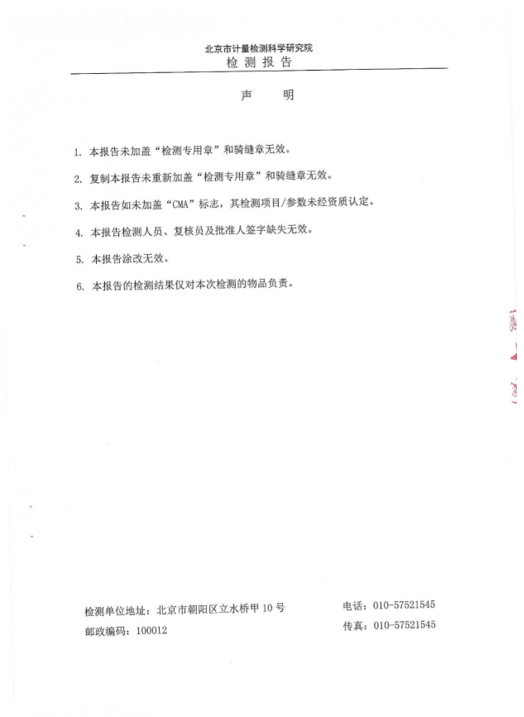 北京市计量检测科学研究院
检测报告
声 明
1. 本报告未加盖“检测专用章”和骑缝章无效。
2. 复制本报告未重新加盖“检测专用章”和骑缝章无效。
3. 本报告如未加盖“CMA”标志，其检测项目/参数未经资质认定。
4. 本报告检测人员、复核员及批准人签字缺失无效。
5. 本报告涂改无效。
6. 本报告的检测结果仅对本次检测的物品负责。
检测单位地址：北京市朝阳区立水桥甲 10 号
电话：010-57521545
邮政编码：100012
传真：010-57521545